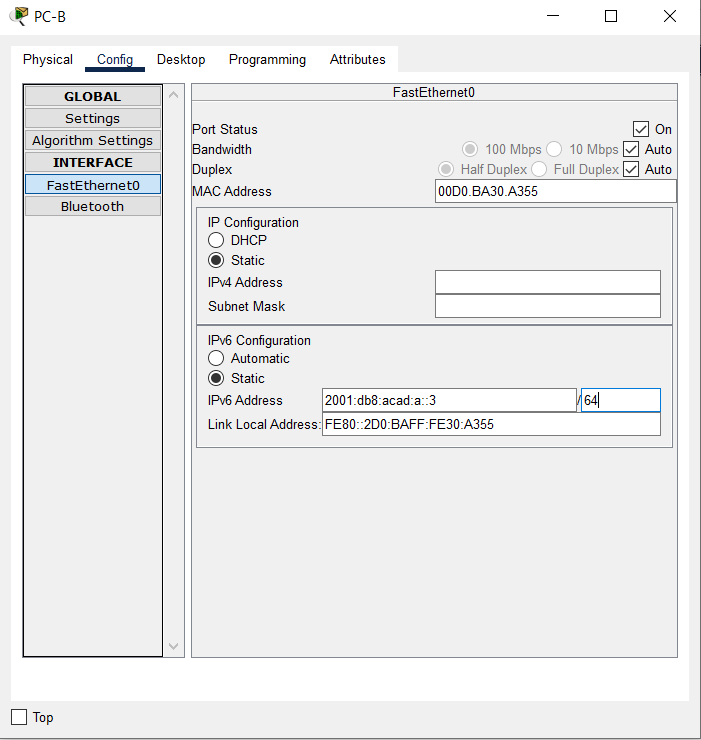 PC-B
Physical Config Desktop Programming Attributes
GLOBAL
Settings
Algorithm Settings
INTERFACE
FastEthernet0
Bluetooth
FastEthernet0
Port Status On
Bandwidth 100 Mbps 10 Mbps Auto
Duplex Half Duplex Full Duplex Auto
MAC Address 00D0.BA30.A355
IP Configuration
DHCP
Static
IPv4 Address
Subnet Mask
IPv6 Configuration
Automatic
Static
IPv6 Address 2001:db8:acad:a::3 / 64
Link Local Address: FE80::2D0:BAFF:FE30:A355
Top